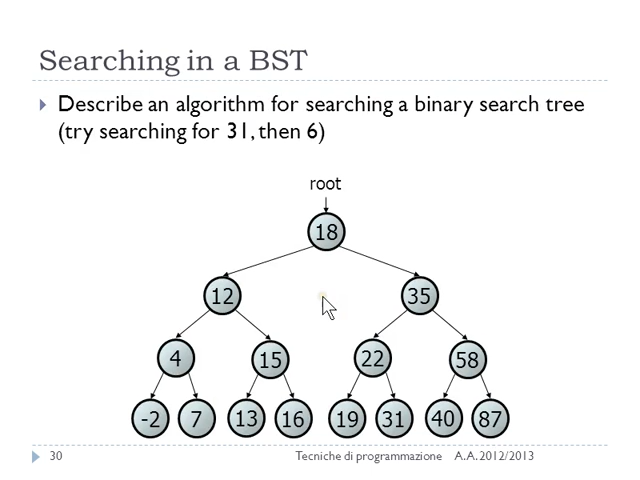 Searching in a BST
Describe an algorithm for searching a binary search tree
(try searching for 31, then 6)
root
18
12 35
4 15 22 58
-2 7 13 16 19 31 40 87
30 Tecniche di programmazione A.A. 2012/2013